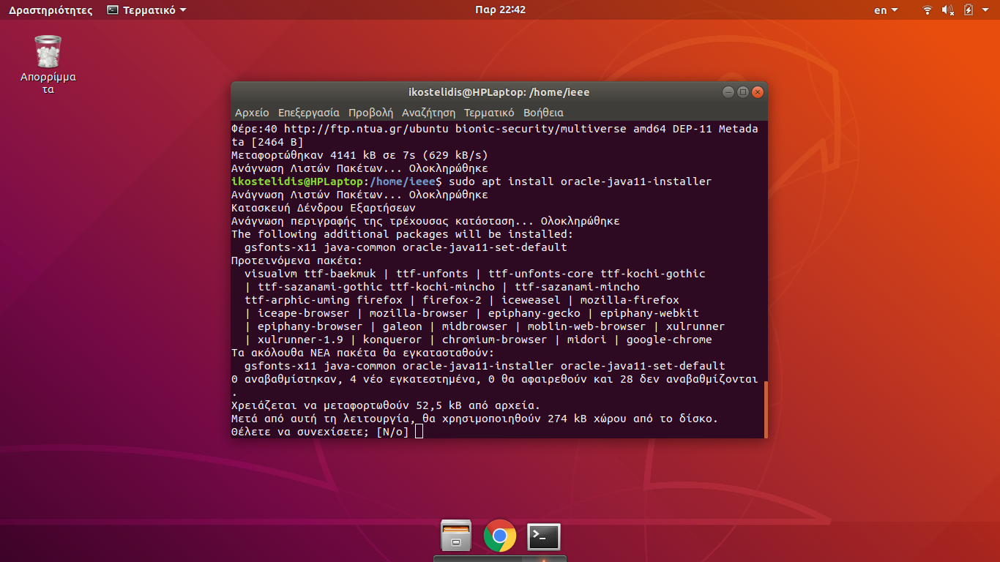 Δραστηριότητες Τερματικό Παρ 22:42 en
Απορρίμμα
τα
ikostelidis@HPLaptop: /home/ieee
Αρχείο Επεξεργασία Προβολή Αναζήτηση Τερματικό Βοήθεια
Φέρε:40 http://ftp.ntua.gr/ubuntu bionic-security/multiverse amd64 DEP-11 Metada
ta [2464 B]
Μεταφορτώθηκαν 4141 kB σε 7s (629 kB/s)
Ανάγνωση Λιστών Πακέτων... Ολοκληρώθηκε
ikostelidis@HPLaptop:/home/ieee$ sudo apt install oracle-java11-installer
Ανάγνωση Λιστών Πακέτων... Ολοκληρώθηκε
Κατασκευή Δένδρου Εξαρτήσεων
Ανάγνωση περιγραφής της τρέχουσας κατάσταση... Ολοκληρώθηκε
The following additional packages will be installed:
gsfonts-x11 java-common oracle-java11-set-default
Προτεινόμενα πακέτα:
visualvm ttf-baekmuk | ttf-unfonts | ttf-unfonts-core ttf-kochi-gothic
| ttf-sazanami-gothic ttf-kochi-mincho | ttf-sazanami-mincho
ttf-arphic-uming firefox | firefox-2 | iceweasel | mozilla-firefox
| iceape-browser | mozilla-browser | epiphany-gecko | epiphany-webkit
| epiphany-browser | galeon | midbrowser | moblin-web-browser | xulrunner
| xulrunner-1.9 | konqueror | chromium-browser | midori | google-chrome
Τα ακόλουθα ΝΕΑ πακέτα θα εγκατασταθούν:
gsfonts-x11 java-common oracle-java11-installer oracle-java11-set-default
0 αναβαθμίστηκαν, 4 νέο εγκατεστημένα, 0 θα αφαιρεθούν και 28 δεν αναβαθμίζονται
.
Χρειάζεται να μεταφορτωθούν 52,5 kB από αρχεία.
Μετά από αυτή τη λειτουργία, θα χρησιμοποιηθούν 274 kB χώρου από το δίσκο.
Θέλετε να συνεχίσετε; [Ν/ο]